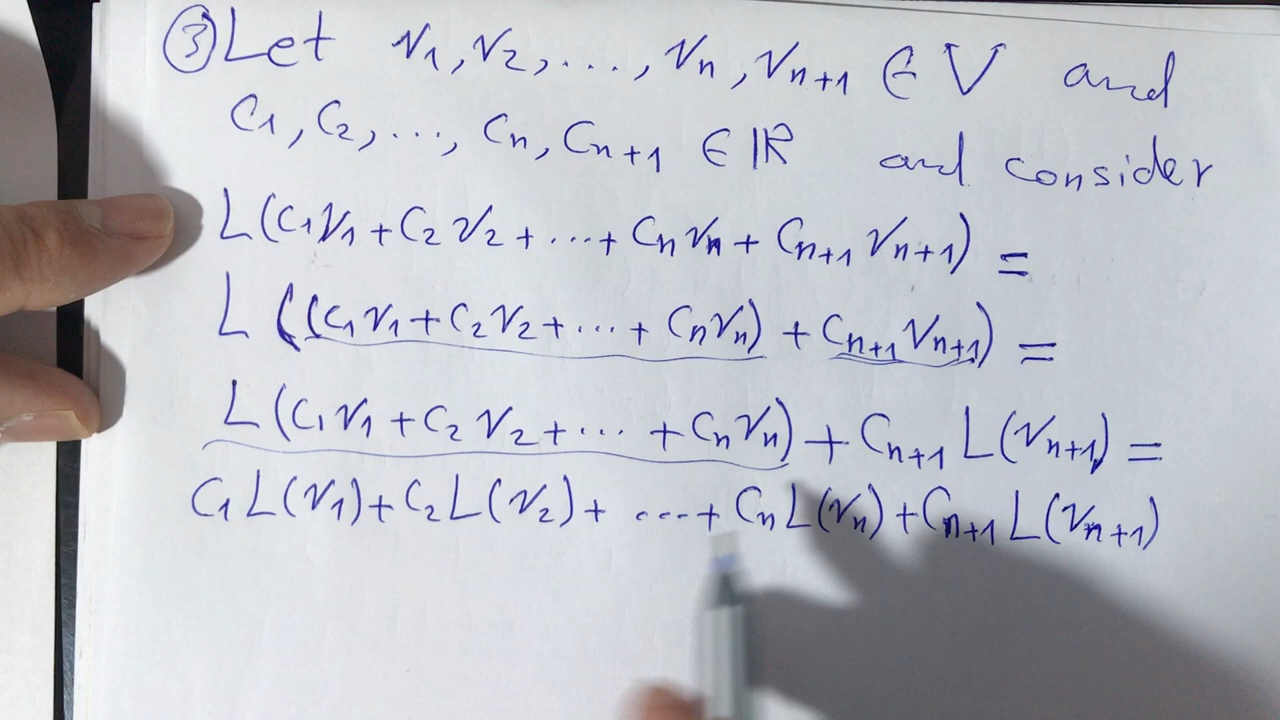 ③ Let v₁, v₂, ..., vₙ, vₙ₊₁ ∈ V and
c₁, c₂, ..., cₙ, cₙ₊₁ ∈ ℝ and consider
L(c₁v₁ + c₂v₂ + ... + cₙvₙ + cₙ₊₁vₙ₊₁) =
L((c₁v₁ + c₂v₂ + ... + cₙvₙ) + cₙ₊₁vₙ₊₁) =
L(c₁v₁ + c₂v₂ + ... + cₙvₙ) + cₙ₊₁L(vₙ₊₁) =
c₁L(v₁) + c₂L(v₂) + ... + cₙL(vₙ) + cₙ₊₁L(vₙ₊₁)